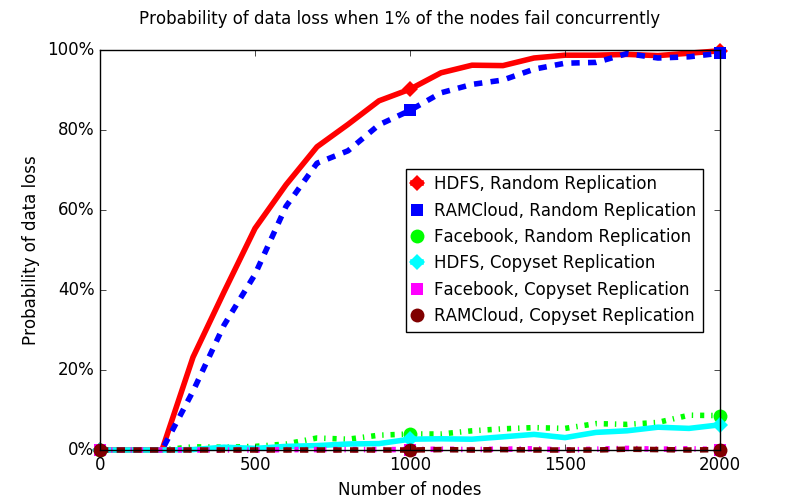 Probability of data loss when 1% of the nodes fail concurrently
100%
80%
60%
40%
20%
0%
Probability of data loss
HDFS, Random Replication
RAMCloud, Random Replication
Facebook, Random Replication
HDFS, Copyset Replication
Facebook, Copyset Replication
RAMCloud, Copyset Replication
0 500 1000 1500 2000
Number of nodes